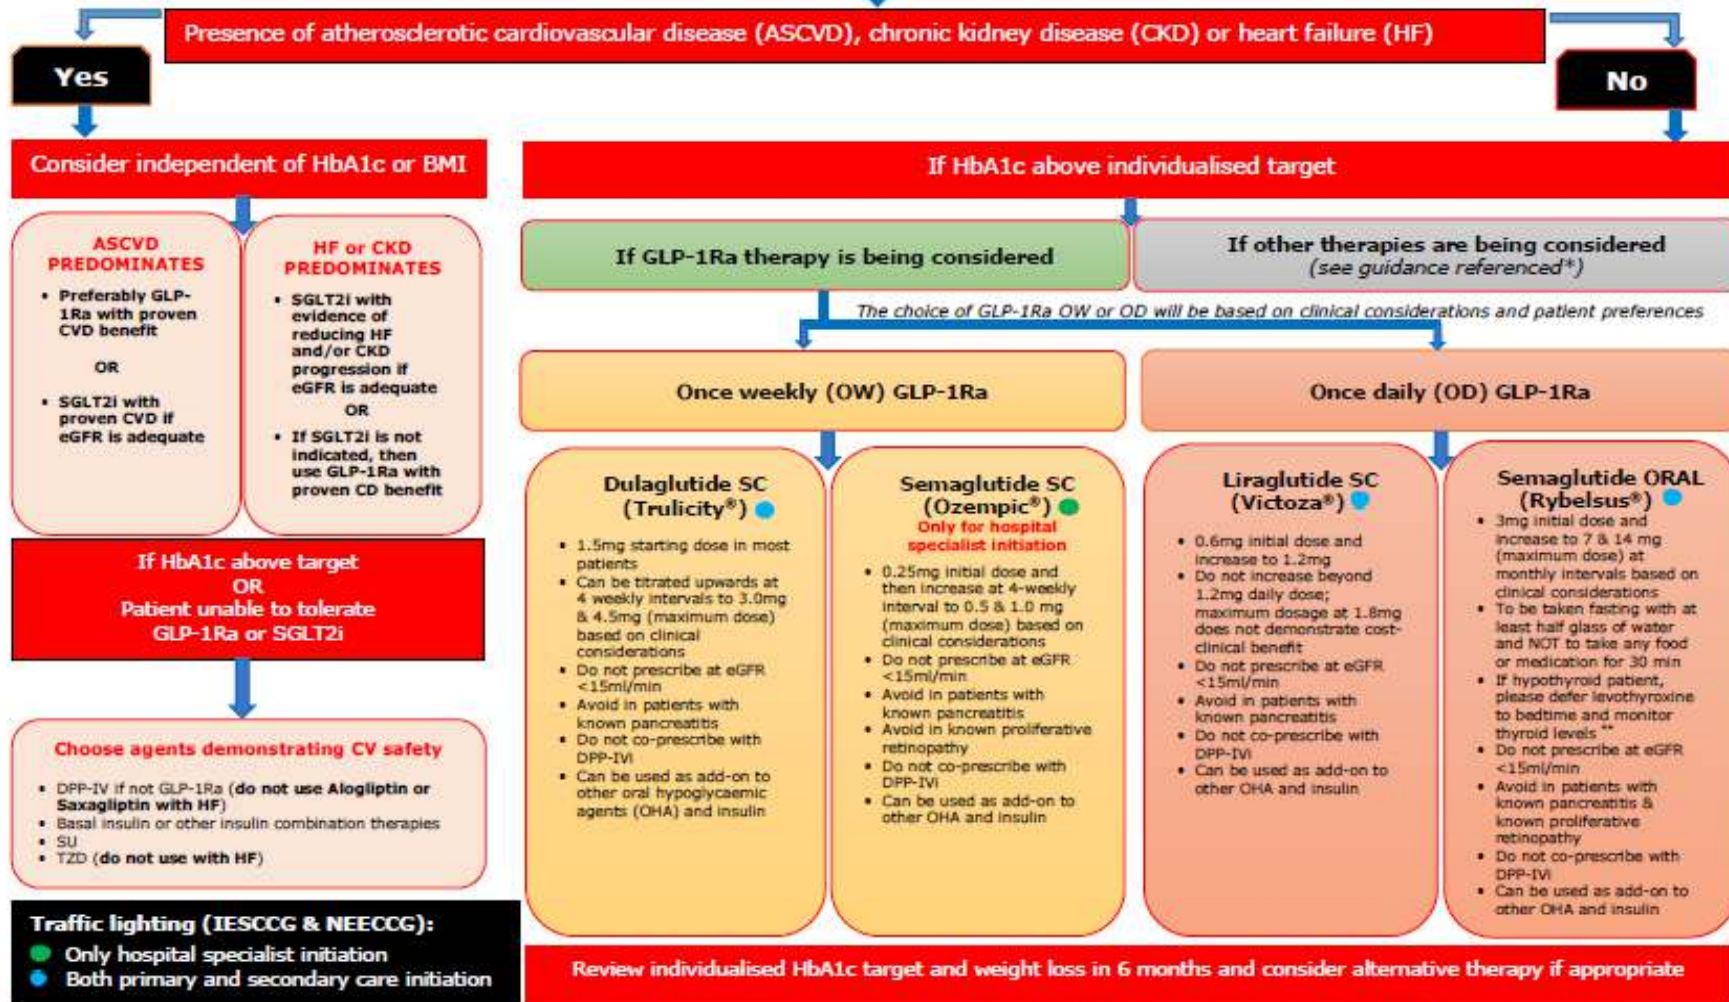 Presence of atherosclerotic cardiovascular disease (ASCVD), chronic kidney disease (CKD) or heart failure (HF)
Yes
No
Consider independent of HbA1c or BMI
ASCVD
PREDOMINATES
• Preferably GLP-
1Ra with proven
CVD benefit
OR
• SGLT2i with
proven CVD if
eGFR is adequate
HF or CKD
PREDOMINATES
• SGLT2i with
evidence of
reducing HF
and/or CKD
progression if
eGFR is adequate
OR
• If SGLT2i is not
indicated, then
use GLP-1Ra with
proven CD benefit
If HbA1c above target
OR
Patient unable to tolerate
GLP-1Ra or SGLT2i
Choose agents demonstrating CV safety
• DPP-IV if not GLP-1Ra (do not use Alogliptin or
Saxagliptin with HF)
• Basal insulin or other insulin combination therapies
• SU
• TZD (do not use with HF)
Traffic lighting (IESCCG & NEECCG):
Only hospital specialist initiation
Both primary and secondary care initiation
If HbA1c above individualised target
If GLP-1Ra therapy is being considered
If other therapies are being considered
(see guidance referenced*)
The choice of GLP-1Ra OW or OD will be based on clinical considerations and patient preferences
Once weekly (OW) GLP-1Ra
Once daily (OD) GLP-1Ra
Dulaglutide SC
(Trulicity®)
• 1.5mg starting dose in most
patients
• Can be titrated upwards at
4 weekly intervals to 3.0mg
& 4.5mg (maximum dose)
based on clinical
considerations
• Do not prescribe at eGFR
<15ml/min
• Avoid in patients with
known pancreatitis
• Do not co-prescribe with
DPP-IVi
• Can be used as add-on to
other oral hypoglycaemic
agents (OHA) and insulin
Semaglutide SC
(Ozempic®)
Only for hospital
specialist initiation
• 0.25mg initial dose and
then increase at 4-weekly
interval to 0.5 & 1.0 mg
(maximum dose) based on
clinical considerations
• Do not prescribe at eGFR
<15ml/min
• Avoid in patients with
known pancreatitis
• Avoid in known proliferative
retinopathy
• Do not co-prescribe with
DPP-IVi
• Can be used as add-on to
other OHA and insulin
Liraglutide SC
(Victoza®)
• 0.6mg initial dose and
increase to 1.2mg
• Do not increase beyond
1.2mg daily dose;
maximum dosage at 1.8mg
does not demonstrate cost-
clinical benefit
• Do not prescribe at eGFR
<15ml/min
• Avoid in patients with
known pancreatitis
• Do not co-prescribe with
DPP-IVi
• Can be used as add-on to
other OHA and insulin
Semaglutide ORAL
(Rybelsus®)
• 3mg initial dose and
increase to 7 & 14 mg
(maximum dose) at
monthly intervals based on
clinical considerations
• To be taken fasting with at
least half glass of water
and NOT to take any food
or medication for 30 min
• If hypothyroid patient,
please defer levothyroxine
to bedtime and monitor
thyroid levels **
• Do not prescribe at eGFR
<15ml/min
• Avoid in patients with
known pancreatitis &
known proliferative
retinopathy
• Do not co-prescribe with
DPP-IVi
• Can be used as add-on to
other OHA and insulin
Review individualised HbA1c target and weight loss in 6 months and consider alternative therapy if appropriate